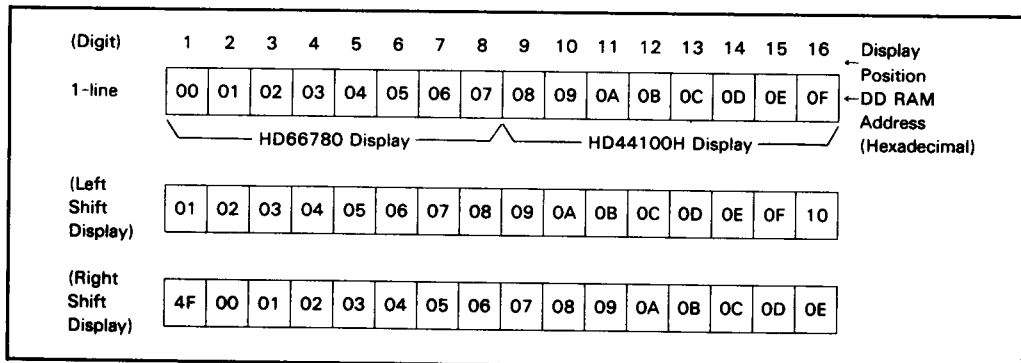 (Digit) 1 2 3 4 5 6 7 8 9 10 11 12 13 14 15 16 Display
Position
1-line 00 01 02 03 04 05 06 07 08 09 0A 0B 0C 0D 0E 0F ←DD RAM
Address
HD66780 Display HD44100H Display (Hexadecimal)
(Left
Shift 01 02 03 04 05 06 07 08 09 0A 0B 0C 0D 0E 0F 10
Display)
(Right
Shift 4F 00 01 02 03 04 05 06 07 08 09 0A 0B 0C 0D 0E
Display)